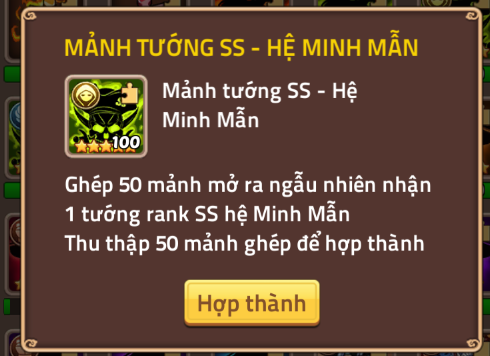 MẢNH TƯỚNG SS - HỆ MINH MẪN
Mảnh tướng SS - Hệ
Minh Mẫn
100
Ghép 50 mảnh mở ra ngẫu nhiên nhận
1 tướng rank SS hệ Minh Mẫn
Thu thập 50 mảnh ghép để hợp thành
Hợp thành